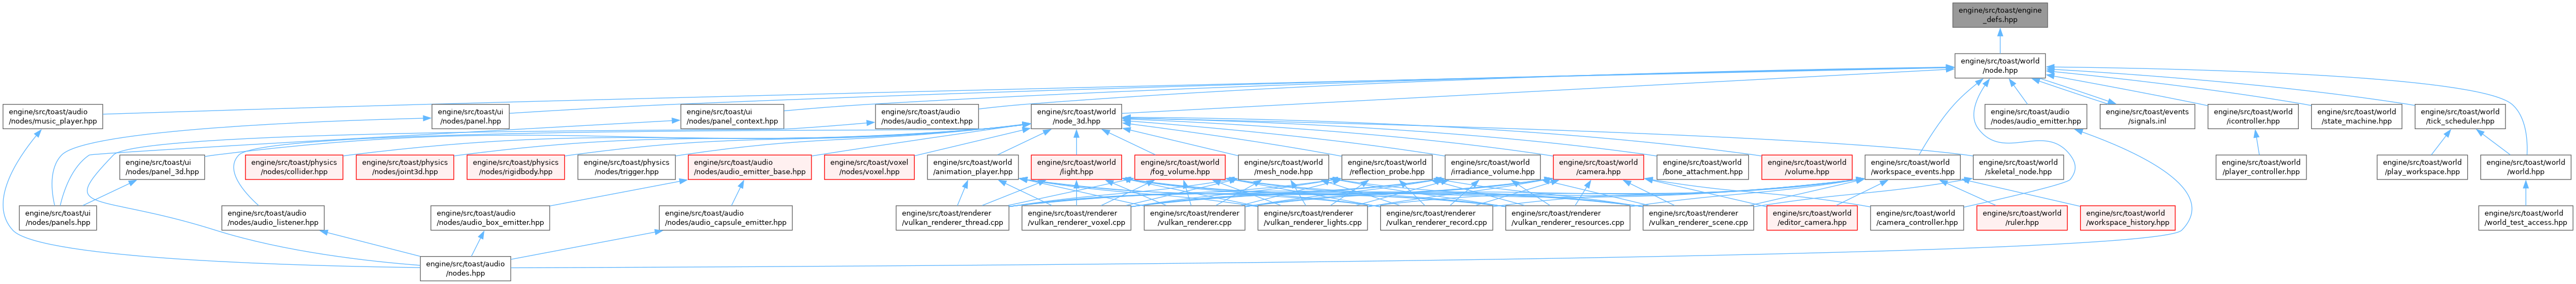 engine/src/toast/engine
_defs.hpp
engine/src/toast/world
/node.hpp
engine/src/toast/audio
/nodes/music_player.hpp
engine/src/toast/ui
/nodes/panel.hpp
engine/src/toast/ui
/nodes/panel_context.hpp
engine/src/toast/audio
/nodes/audio_context.hpp
engine/src/toast/world
/node_3d.hpp
engine/src/toast/audio
/nodes/audio_emitter.hpp
engine/src/toast/events
/signals.inl
engine/src/toast/world
/icontroller.hpp
engine/src/toast/world
/state_machine.hpp
engine/src/toast/world
/tick_scheduler.hpp
engine/src/toast/ui
/nodes/panel_3d.hpp
engine/src/toast/physics
/nodes/collider.hpp
engine/src/toast/physics
/nodes/joint3d.hpp
engine/src/toast/physics
/nodes/rigidbody.hpp
engine/src/toast/physics
/nodes/trigger.hpp
engine/src/toast/audio
/nodes/audio_emitter_base.hpp
engine/src/toast/voxel
/nodes/voxel.hpp
engine/src/toast/world
/animation_player.hpp
engine/src/toast/world
/light.hpp
engine/src/toast/world
/fog_volume.hpp
engine/src/toast/world
/mesh_node.hpp
engine/src/toast/world
/reflection_probe.hpp
engine/src/toast/world
/irradiance_volume.hpp
engine/src/toast/world
/camera.hpp
engine/src/toast/world
/bone_attachment.hpp
engine/src/toast/world
/volume.hpp
engine/src/toast/world
/workspace_events.hpp
engine/src/toast/world
/skeletal_node.hpp
engine/src/toast/world
/player_controller.hpp
engine/src/toast/world
/play_workspace.hpp
engine/src/toast/world
/world.hpp
engine/src/toast/ui
/nodes/panels.hpp
engine/src/toast/audio
/nodes/audio_listener.hpp
engine/src/toast/audio
/nodes/audio_box_emitter.hpp
engine/src/toast/audio
/nodes/audio_capsule_emitter.hpp
engine/src/toast/renderer
/vulkan_renderer_thread.cpp
engine/src/toast/renderer
/vulkan_renderer_voxel.cpp
engine/src/toast/renderer
/vulkan_renderer.cpp
engine/src/toast/renderer
/vulkan_renderer_lights.cpp
engine/src/toast/renderer
/vulkan_renderer_record.cpp
engine/src/toast/renderer
/vulkan_renderer_resources.cpp
engine/src/toast/renderer
/vulkan_renderer_scene.cpp
engine/src/toast/world
/editor_camera.hpp
engine/src/toast/world
/camera_controller.hpp
engine/src/toast/world
/ruler.hpp
engine/src/toast/world
/workspace_history.hpp
engine/src/toast/world
/world_test_access.hpp
engine/src/toast/audio
/nodes.hpp